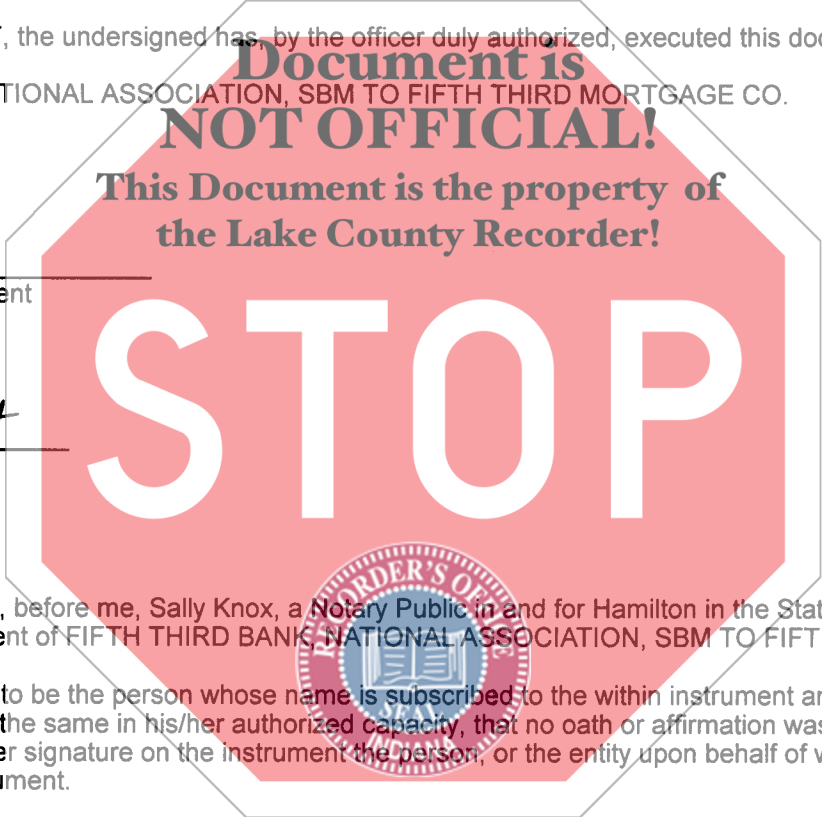 , the undersigned has, by the officer duly authorized, executed this doc
Document is
TIONAL ASSOCIATION, SBM TO FIFTH THIRD MORTGAGE CO.
NOT OFFICIAL!
This Document is the property of
the Lake County Recorder!
ent
STOP
RECORDER'S OFFICE
, before me, Sally Knox, a Notary Public in and for Hamilton in the Stat
ent of FIFTH THIRD BANK, NATIONAL ASSOCIATION, SBM TO FIFT
to be the person whose name is subscribed to the within instrument an
SEAL
the same in his/her authorized capacity, that no oath or affirmation was
INDIANA
er signature on the instrument the person, or the entity upon behalf of w
ument.